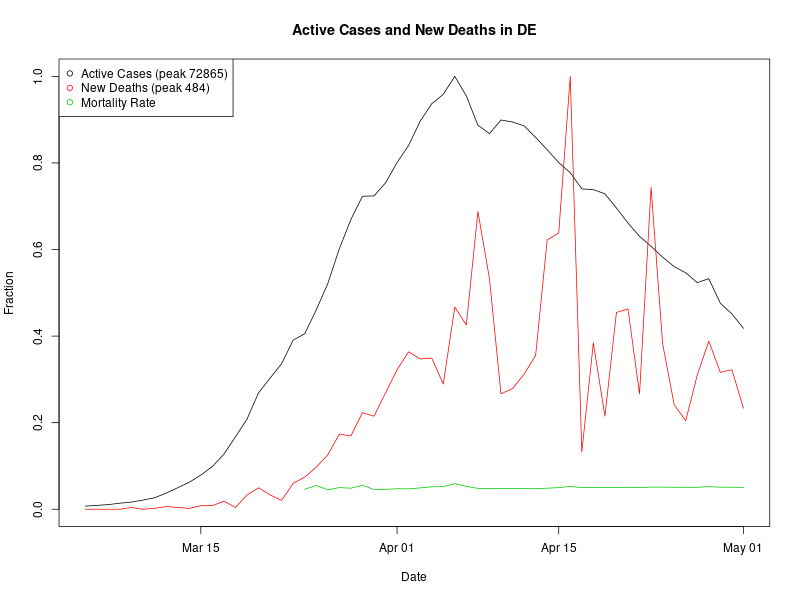 Active Cases and New Deaths in DE
Active Cases (peak 72865)
New Deaths (peak 484)
Mortality Rate
1.0
0.8
0.6
0.4
0.2
0.0
Fraction
Mar 15
Apr 01
Apr 15
May 01
Date